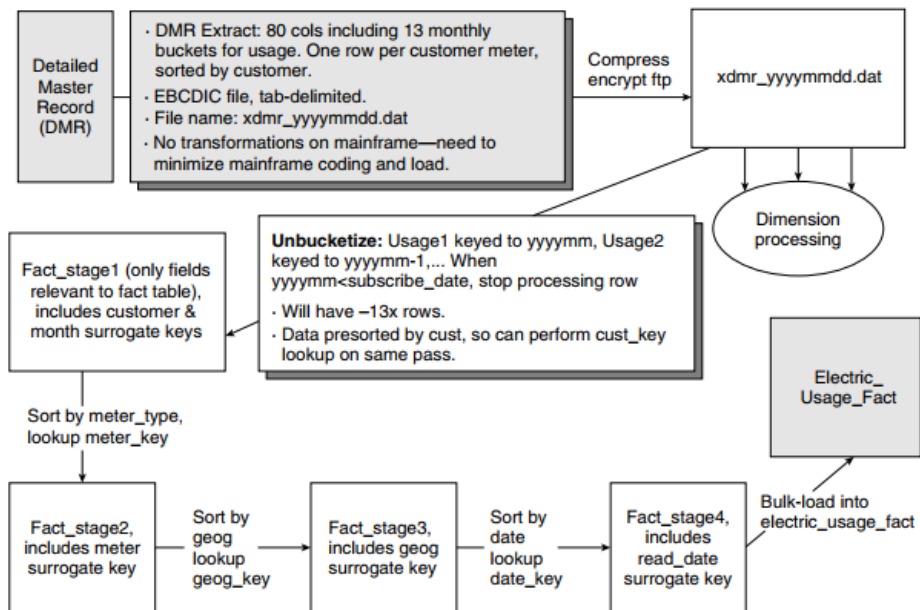 Detailed
Master
Record
(DMR)
· DMR Extract: 80 cols including 13 monthly
buckets for usage. One row per customer meter,
sorted by customer.
· EBCDIC file, tab-delimited.
· File name: xdmr_yyyymmdd.dat
· No transformations on mainframe—need to
minimize mainframe coding and load.
Compress
encrypt ftp
xdmr_yyyymmdd.dat
Dimension
processing
Unbucketize: Usage1 keyed to yyyymm, Usage2
keyed to yyyymm-1,... When
yyyymm<subscribe_date, stop processing row
· Will have ~13x rows.
· Data presorted by cust, so can perform cust_key
lookup on same pass.
Fact_stage1 (only fields
relevant to fact table),
includes customer &
month surrogate keys
Sort by meter_type,
lookup meter_key
Fact_stage2,
includes meter
surrogate key
Sort by
geog
lookup
geog_key
Fact_stage3,
includes geog
surrogate key
Sort by
date
lookup
date_key
Fact_stage4,
includes
read_date
surrogate key
Bulk-load into
electric_usage_fact
Electric_
Usage_Fact